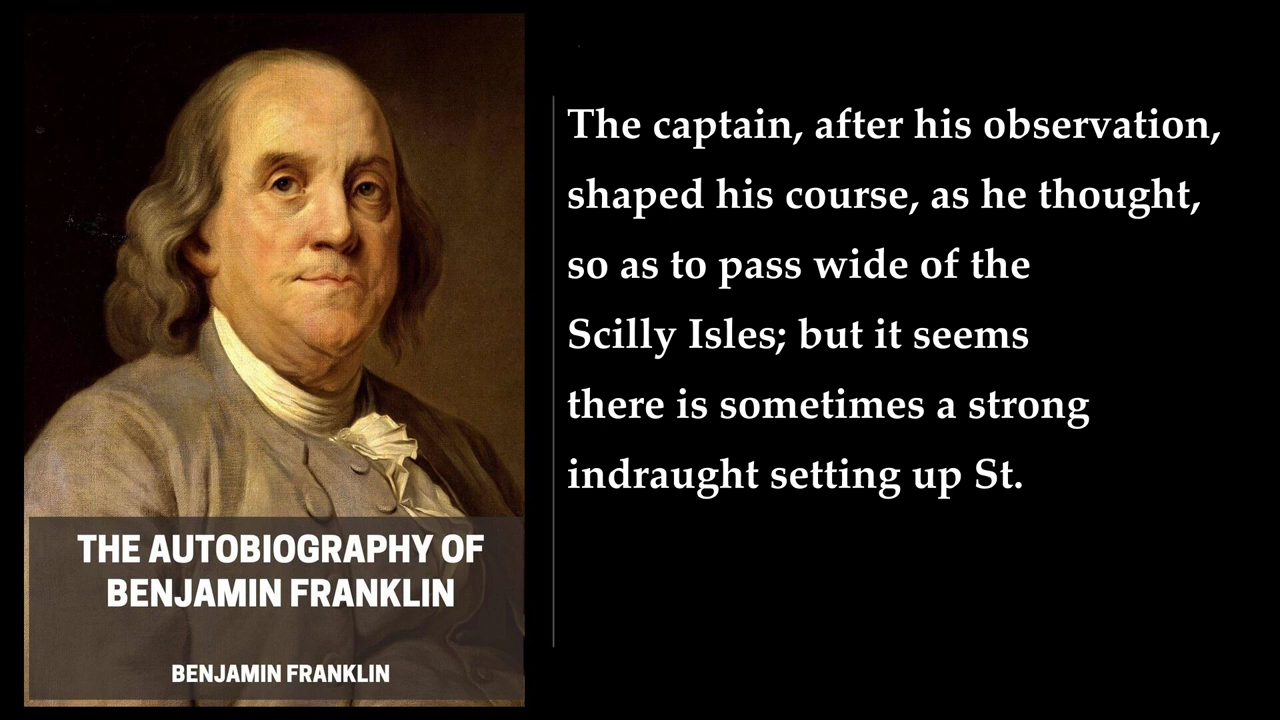 THE AUTOBIOGRAPHY OF
BENJAMIN FRANKLIN
BENJAMIN FRANKLIN
The captain, after his observation,
shaped his course, as he thought,
so as to pass wide of the
Scilly Isles; but it seems
there is sometimes a strong
indraught setting up St.